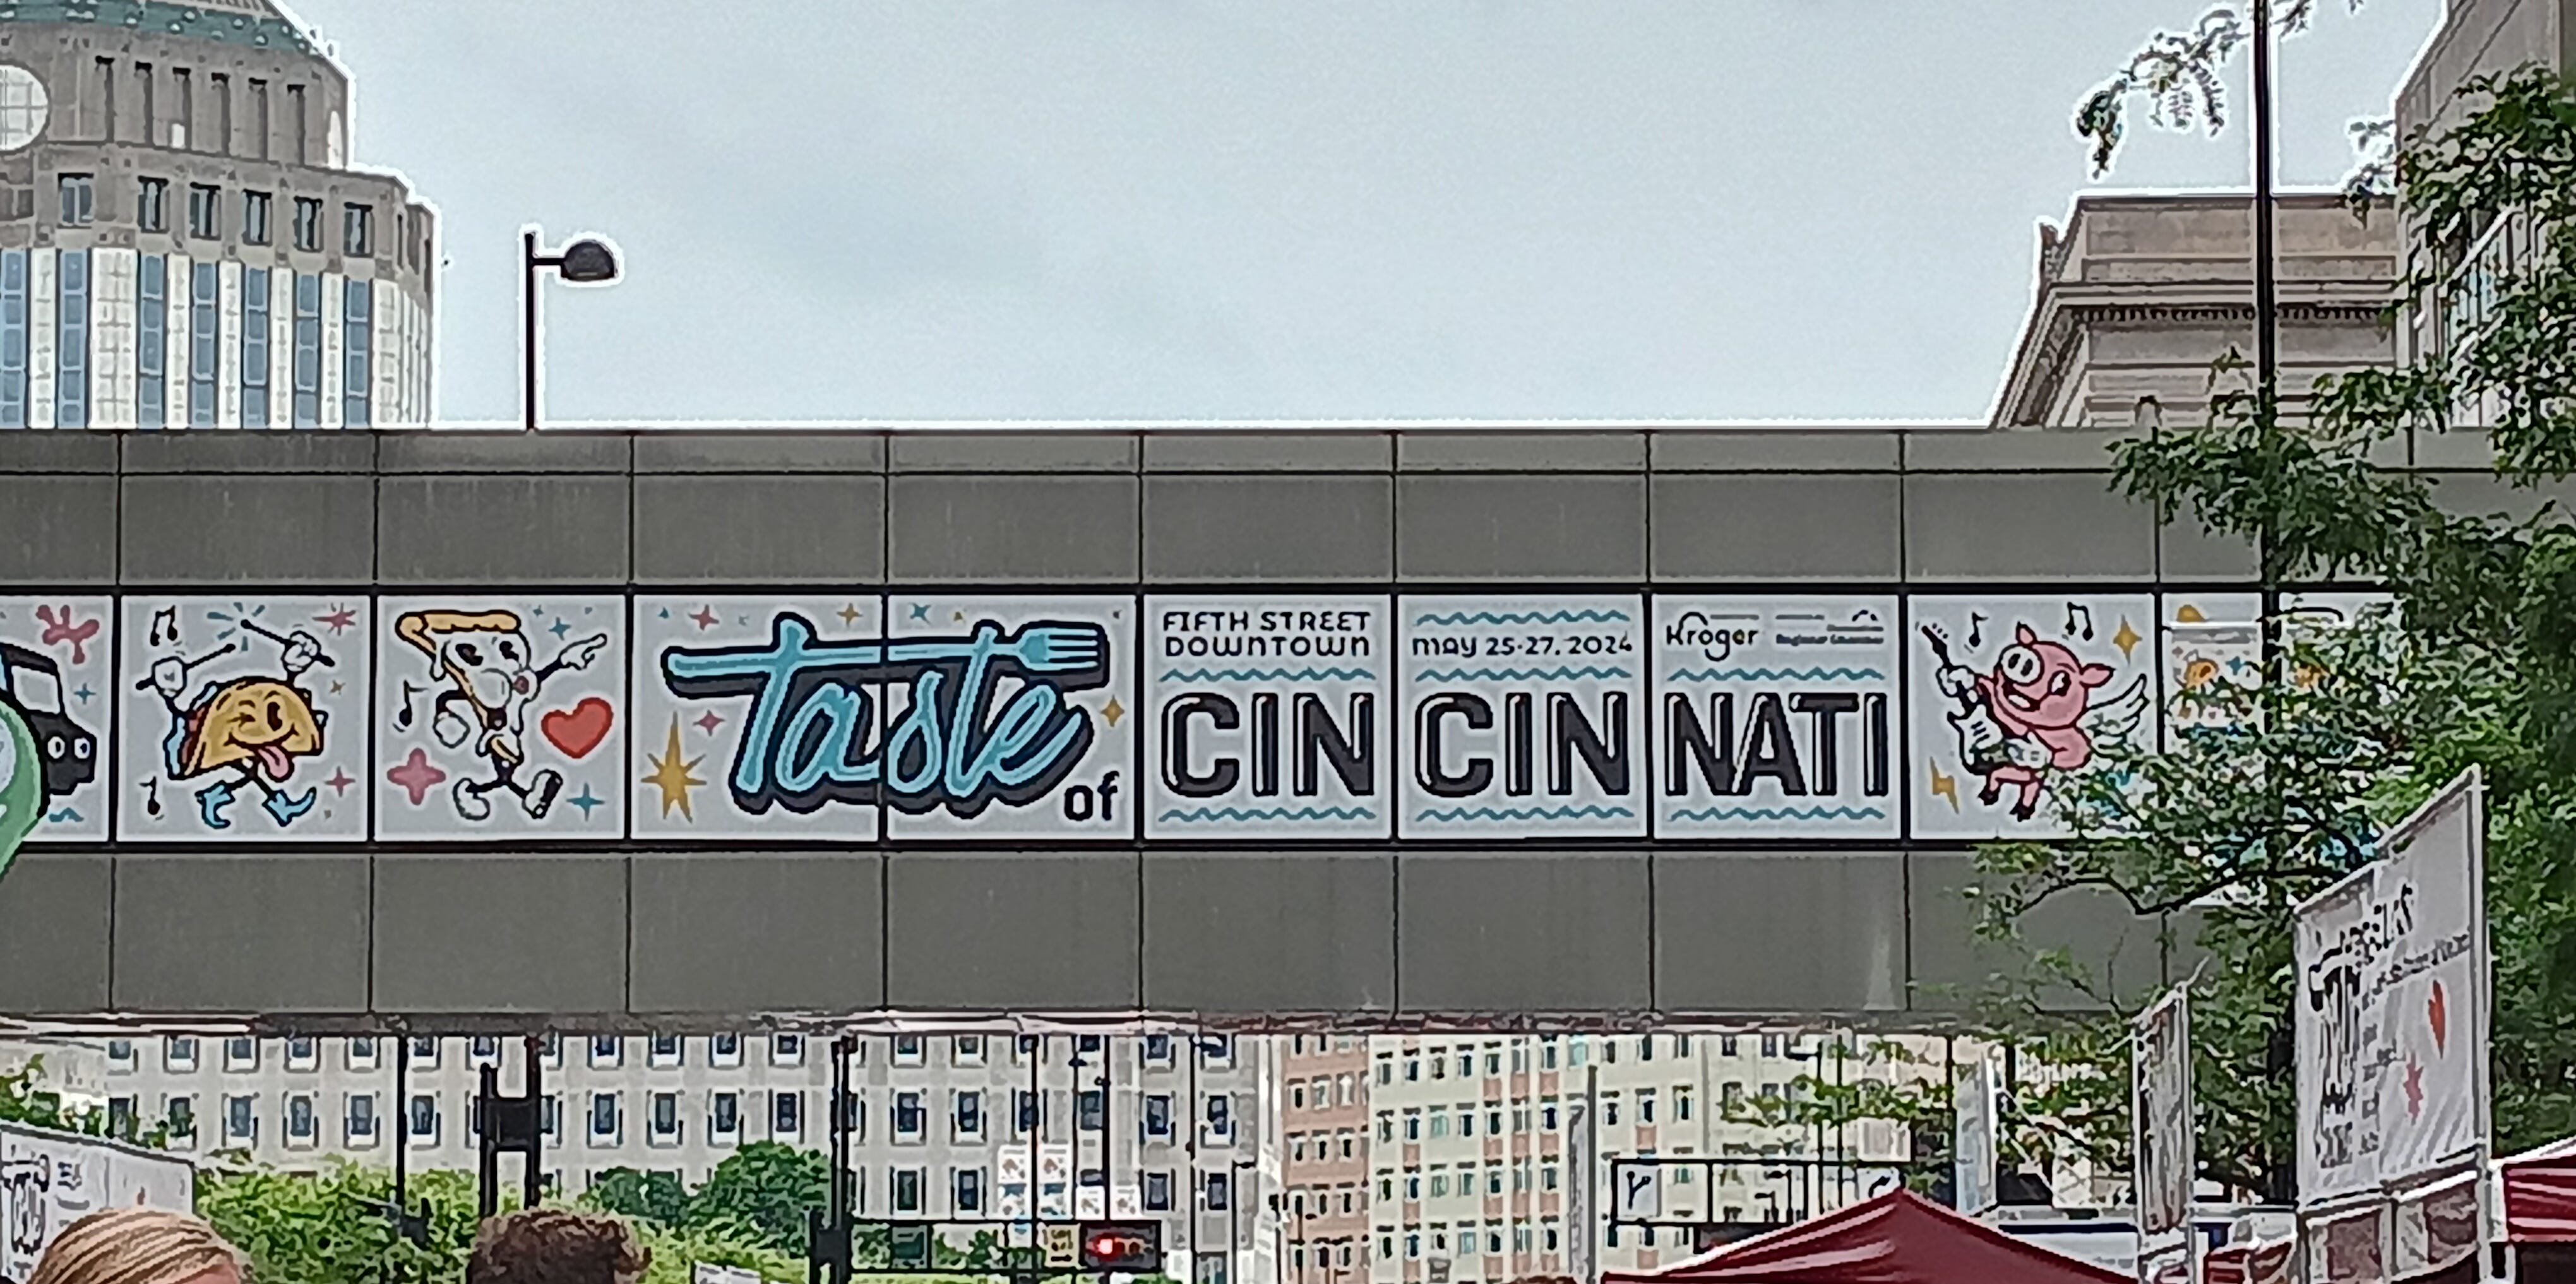 FIFTH STREET
DOWNTOWN
may 25-27, 2024
Kroger
taste
of
CIN
CIN
NATI